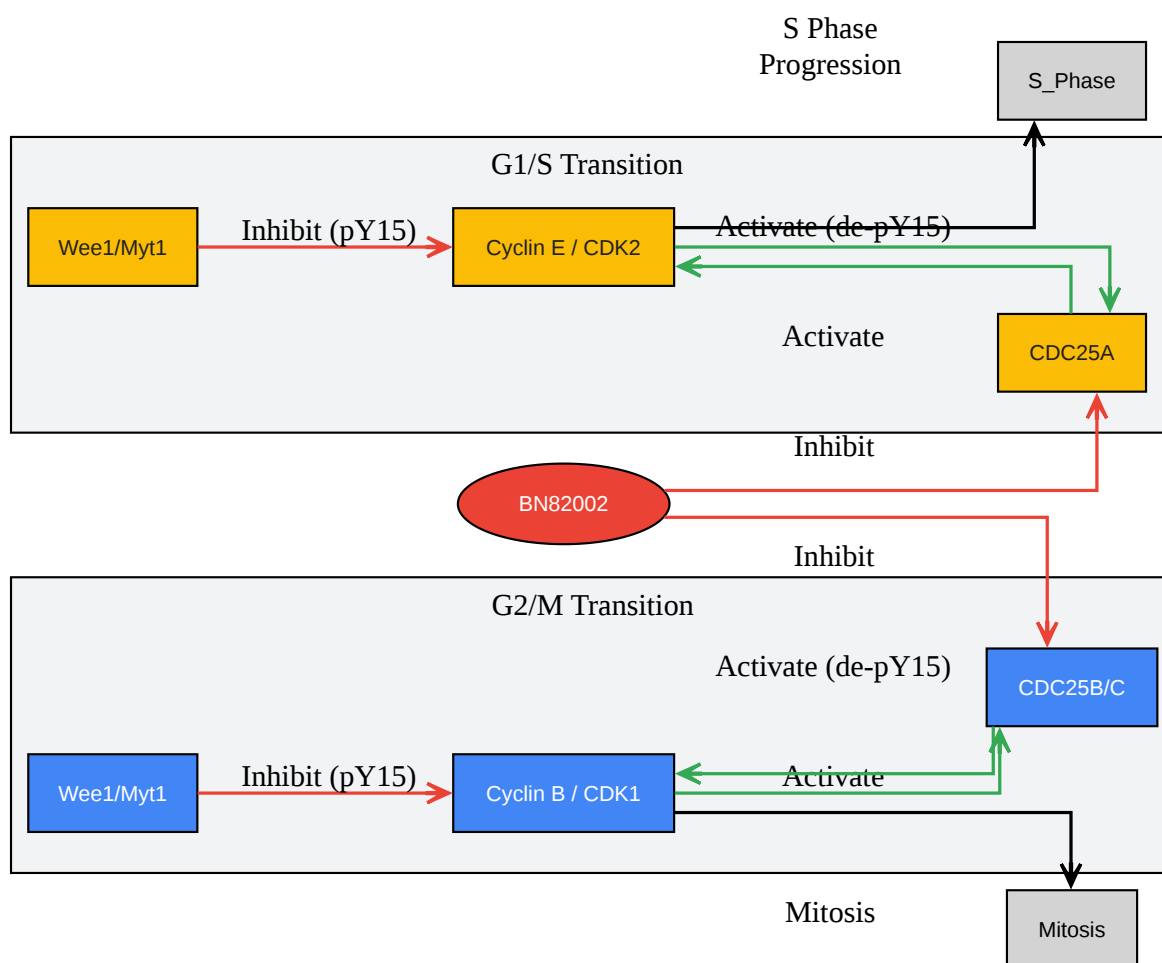 S Phase
Progression
S_Phase
G1/S Transition
Wee1/Myt1
Inhibit (pY15)
Cyclin E / CDK2
Activate (de-pY15)
Activate
CDC25A
Inhibit
BN82002
Inhibit
G2/M Transition
Activate (de-pY15)
CDC25B/C
Wee1/Myt1
Inhibit (pY15)
Cyclin B / CDK1
Activate
Mitosis
Mitosis